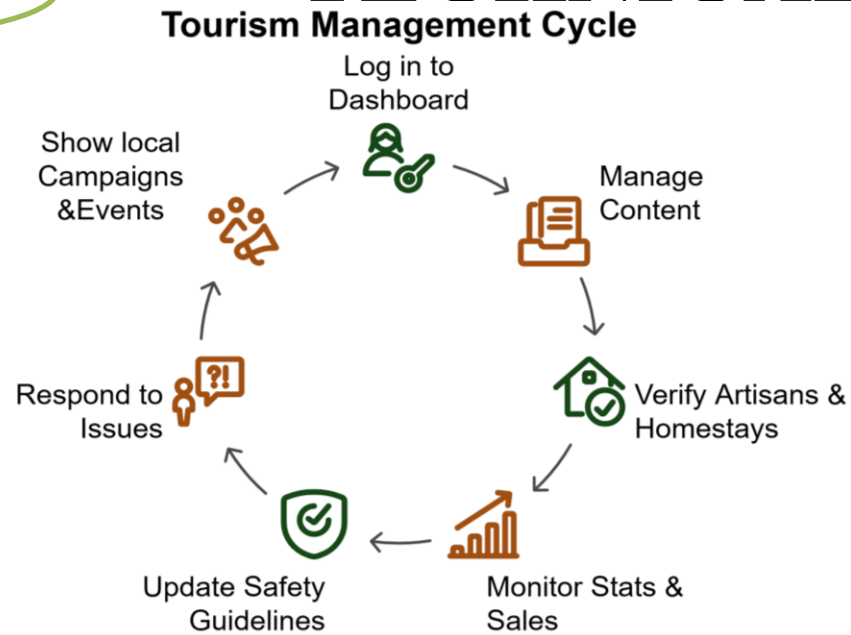 Tourism Management Cycle
Log in to
Dashboard
Manage
Content
Verify Artisans &
Homestays
Monitor Stats &
Sales
Update Safety
Guidelines
Respond to
Issues
?!
Show local
Campaigns
&Events